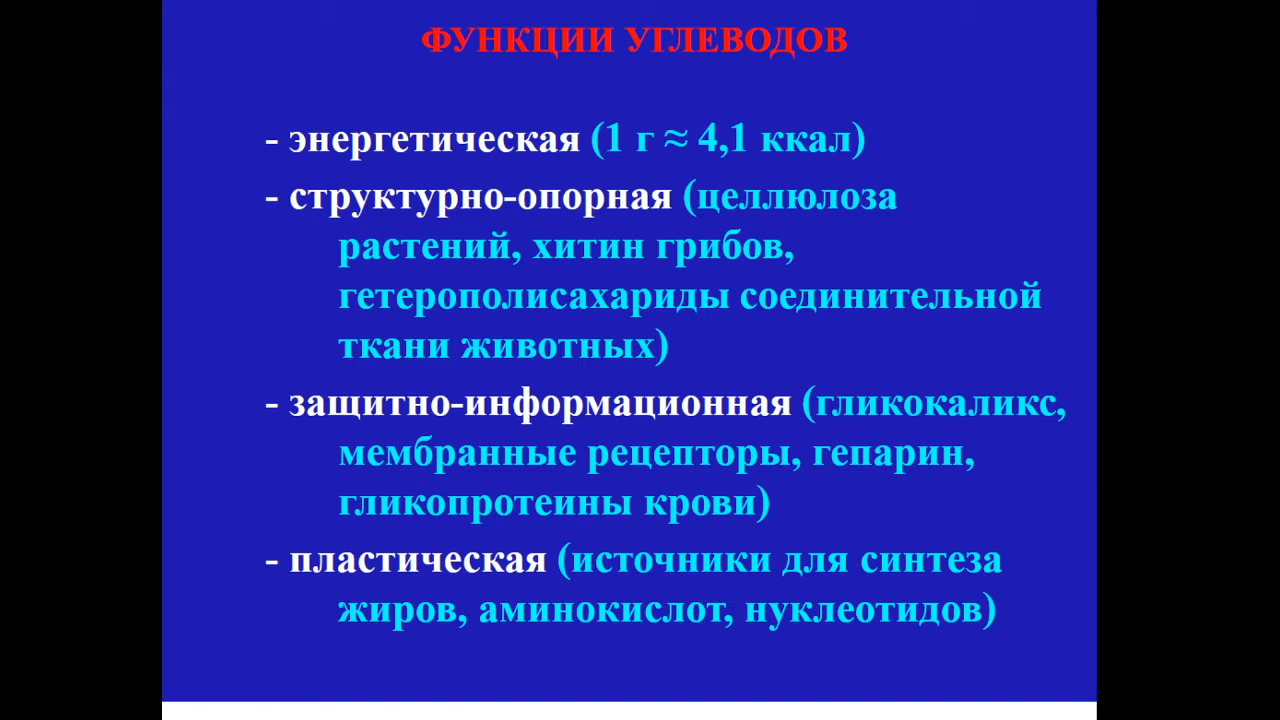 ФУНКЦИИ УГЛЕВОДОВ
- энергетическая (1 г ≈ 4,1 ккал)
- структурно-опорная (целлюлоза
растений, хитин грибов,
гетерополисахариды соединительной
ткани животных)
- защитно-информационная (гликокаликс,
мембранные рецепторы, гепарин,
гликопротеины крови)
- пластическая (источники для синтеза
жиров, аминокислот, нуклеотидов)